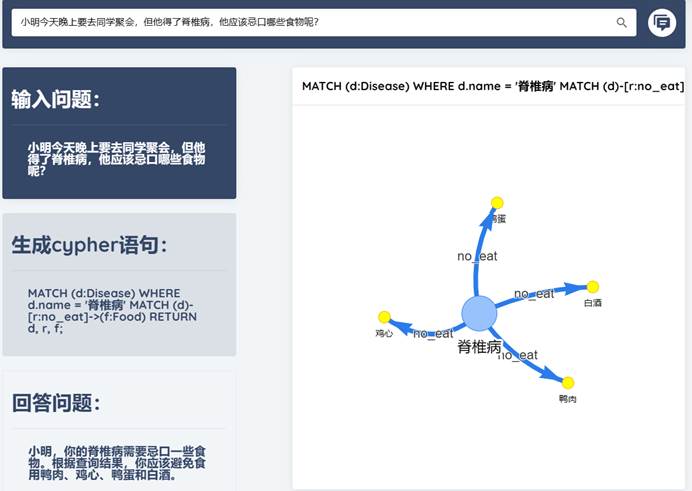 小明今天晚上要去同学聚会，但他得了脊椎病，他应该忌口哪些食物呢？
输入问题：
小明今天晚上要去同学聚会，但他
得了脊椎病，他应该忌口哪些食物
呢？
生成cypher语句：
MATCH (d:Disease) WHERE
d.name = '脊椎病' MATCH (d)-
[r:no_eat]->(f:Food) RETURN
d, r, f;
回答问题：
小明，你的脊椎病需要忌口一些食
物。根据查询结果，你应该避免食
用鸭肉、鸡心、鸭蛋和白酒。
MATCH (d:Disease) WHERE d.name = '脊椎病' MATCH (d)-[r:no_eat]
鸭蛋
no_eat
no_eat
白酒
鸡心
no_eat
脊椎病
no_eat
鸭肉